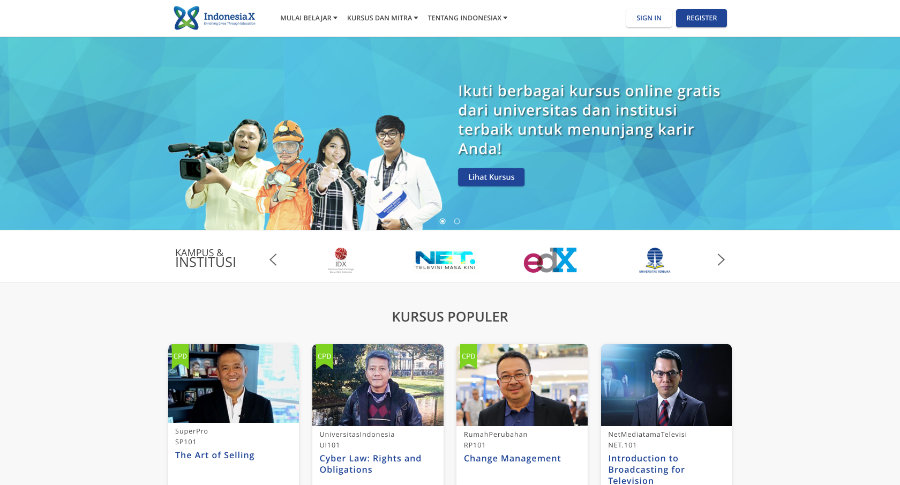 IndonesiaX
MULAI BELAJAR
KURSUS DAN MITRA
TENTANG INDONESIAX
SIGN IN
REGISTER
Ikuti berbagai kursus online gratis
dari universitas dan institusi
terbaik untuk menunjang karir
Anda!
Lihat Kursus
KAMPUS &
INSTITUSI
IDX
NET.
TELEVISI MASA KINI
edX
UNIVERSITAS TERBUKA
KURSUS POPULER
CPD
SuperPro
SP101
The Art of Selling
CPD
UniversitasIndonesia
UI101
Cyber Law: Rights and
Obligations
CPD
RumahPerubahan
RP101
Change Management
NetMediatamaTelevisi
NET.101
Introduction to
Broadcasting for
Television